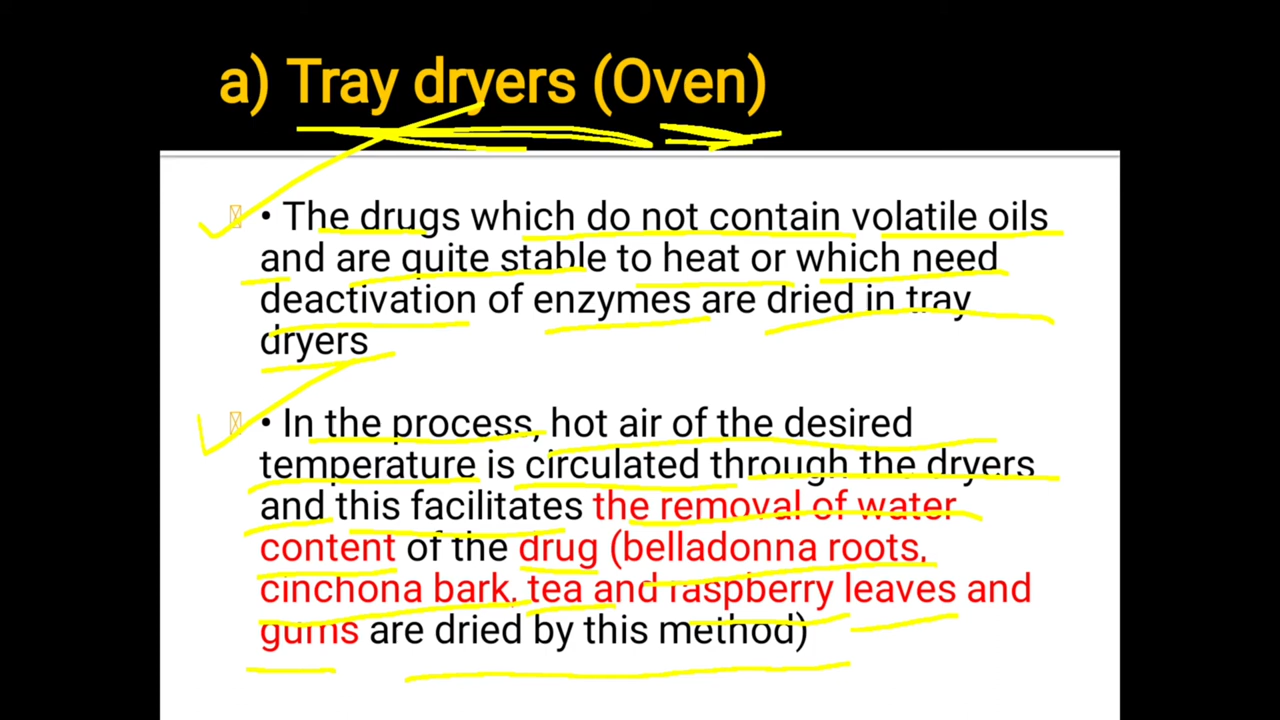 a) Tray dryers (Oven)
• The drugs which do not contain volatile oils
and are quite stable to heat or which need
deactivation of enzymes are dried in tray
dryers
• In the process, hot air of the desired
temperature is circulated through the dryers
and this facilitates the removal of water
content of the drug (belladonna roots,
cinchona bark, tea and raspberry leaves and
gums are dried by this method)